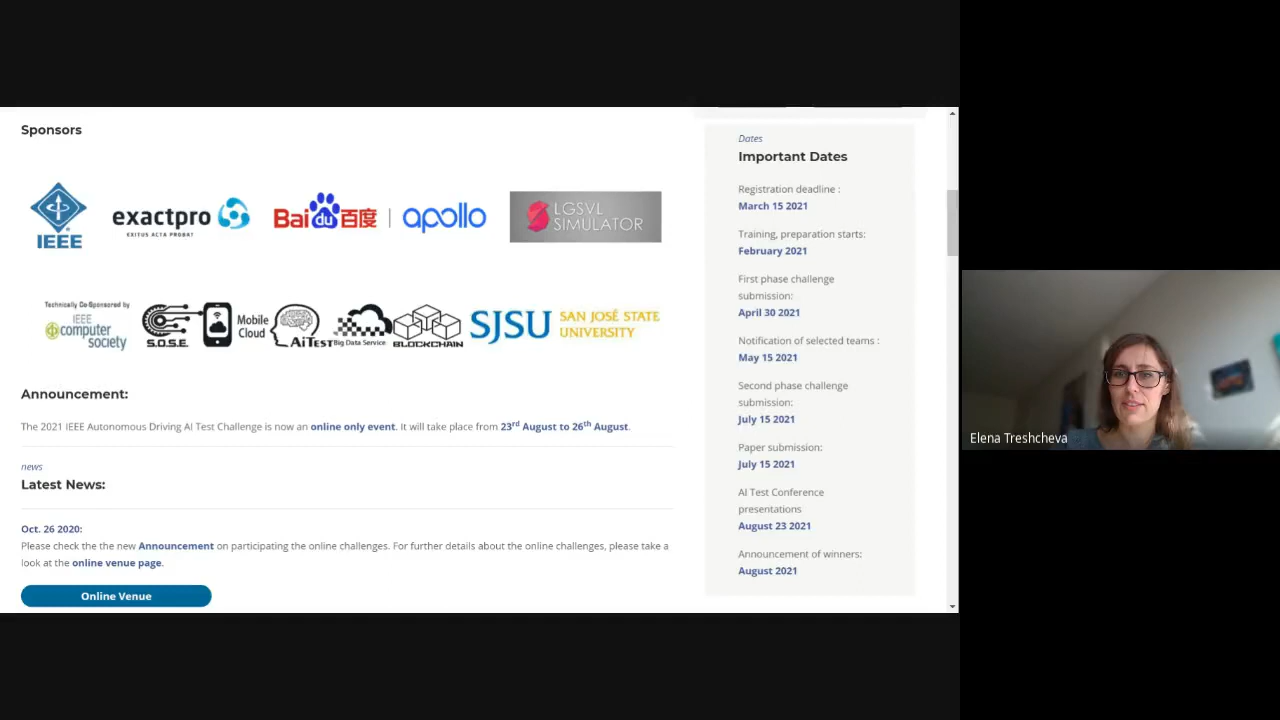 Sponsors
IEEE
exactpro
EXITUS ACTA PROBAT
Bai du 百度 | apollo
LGSVL
SIMULATOR
Technically Co-Sponsored by
IEEE
computer
society
S.O.S.E.
Mobile
Cloud
AiTEST
Big Data Service
BLOCKCHAIN
SJSU
SAN JOSÉ STATE
UNIVERSITY
Announcement:
The 2021 IEEE Autonomous Driving AI Test Challenge is now an online only event. It will take place from 23rd August to 26th August.
news
Latest News:
Oct. 26 2020:
Please check the the new Announcement on participating the online challenges. For further details about the online challenges, please take a
look at the online venue page.
Online Venue
Dates
Important Dates
Registration deadline :
March 15 2021
Training, preparation starts:
February 2021
First phase challenge
submission:
April 30 2021
Notification of selected teams :
May 15 2021
Second phase challenge
submission:
July 15 2021
Paper submission:
July 15 2021
AI Test Conference
presentations
August 23 2021
Announcement of winners:
August 2021
Elena Treshcheva